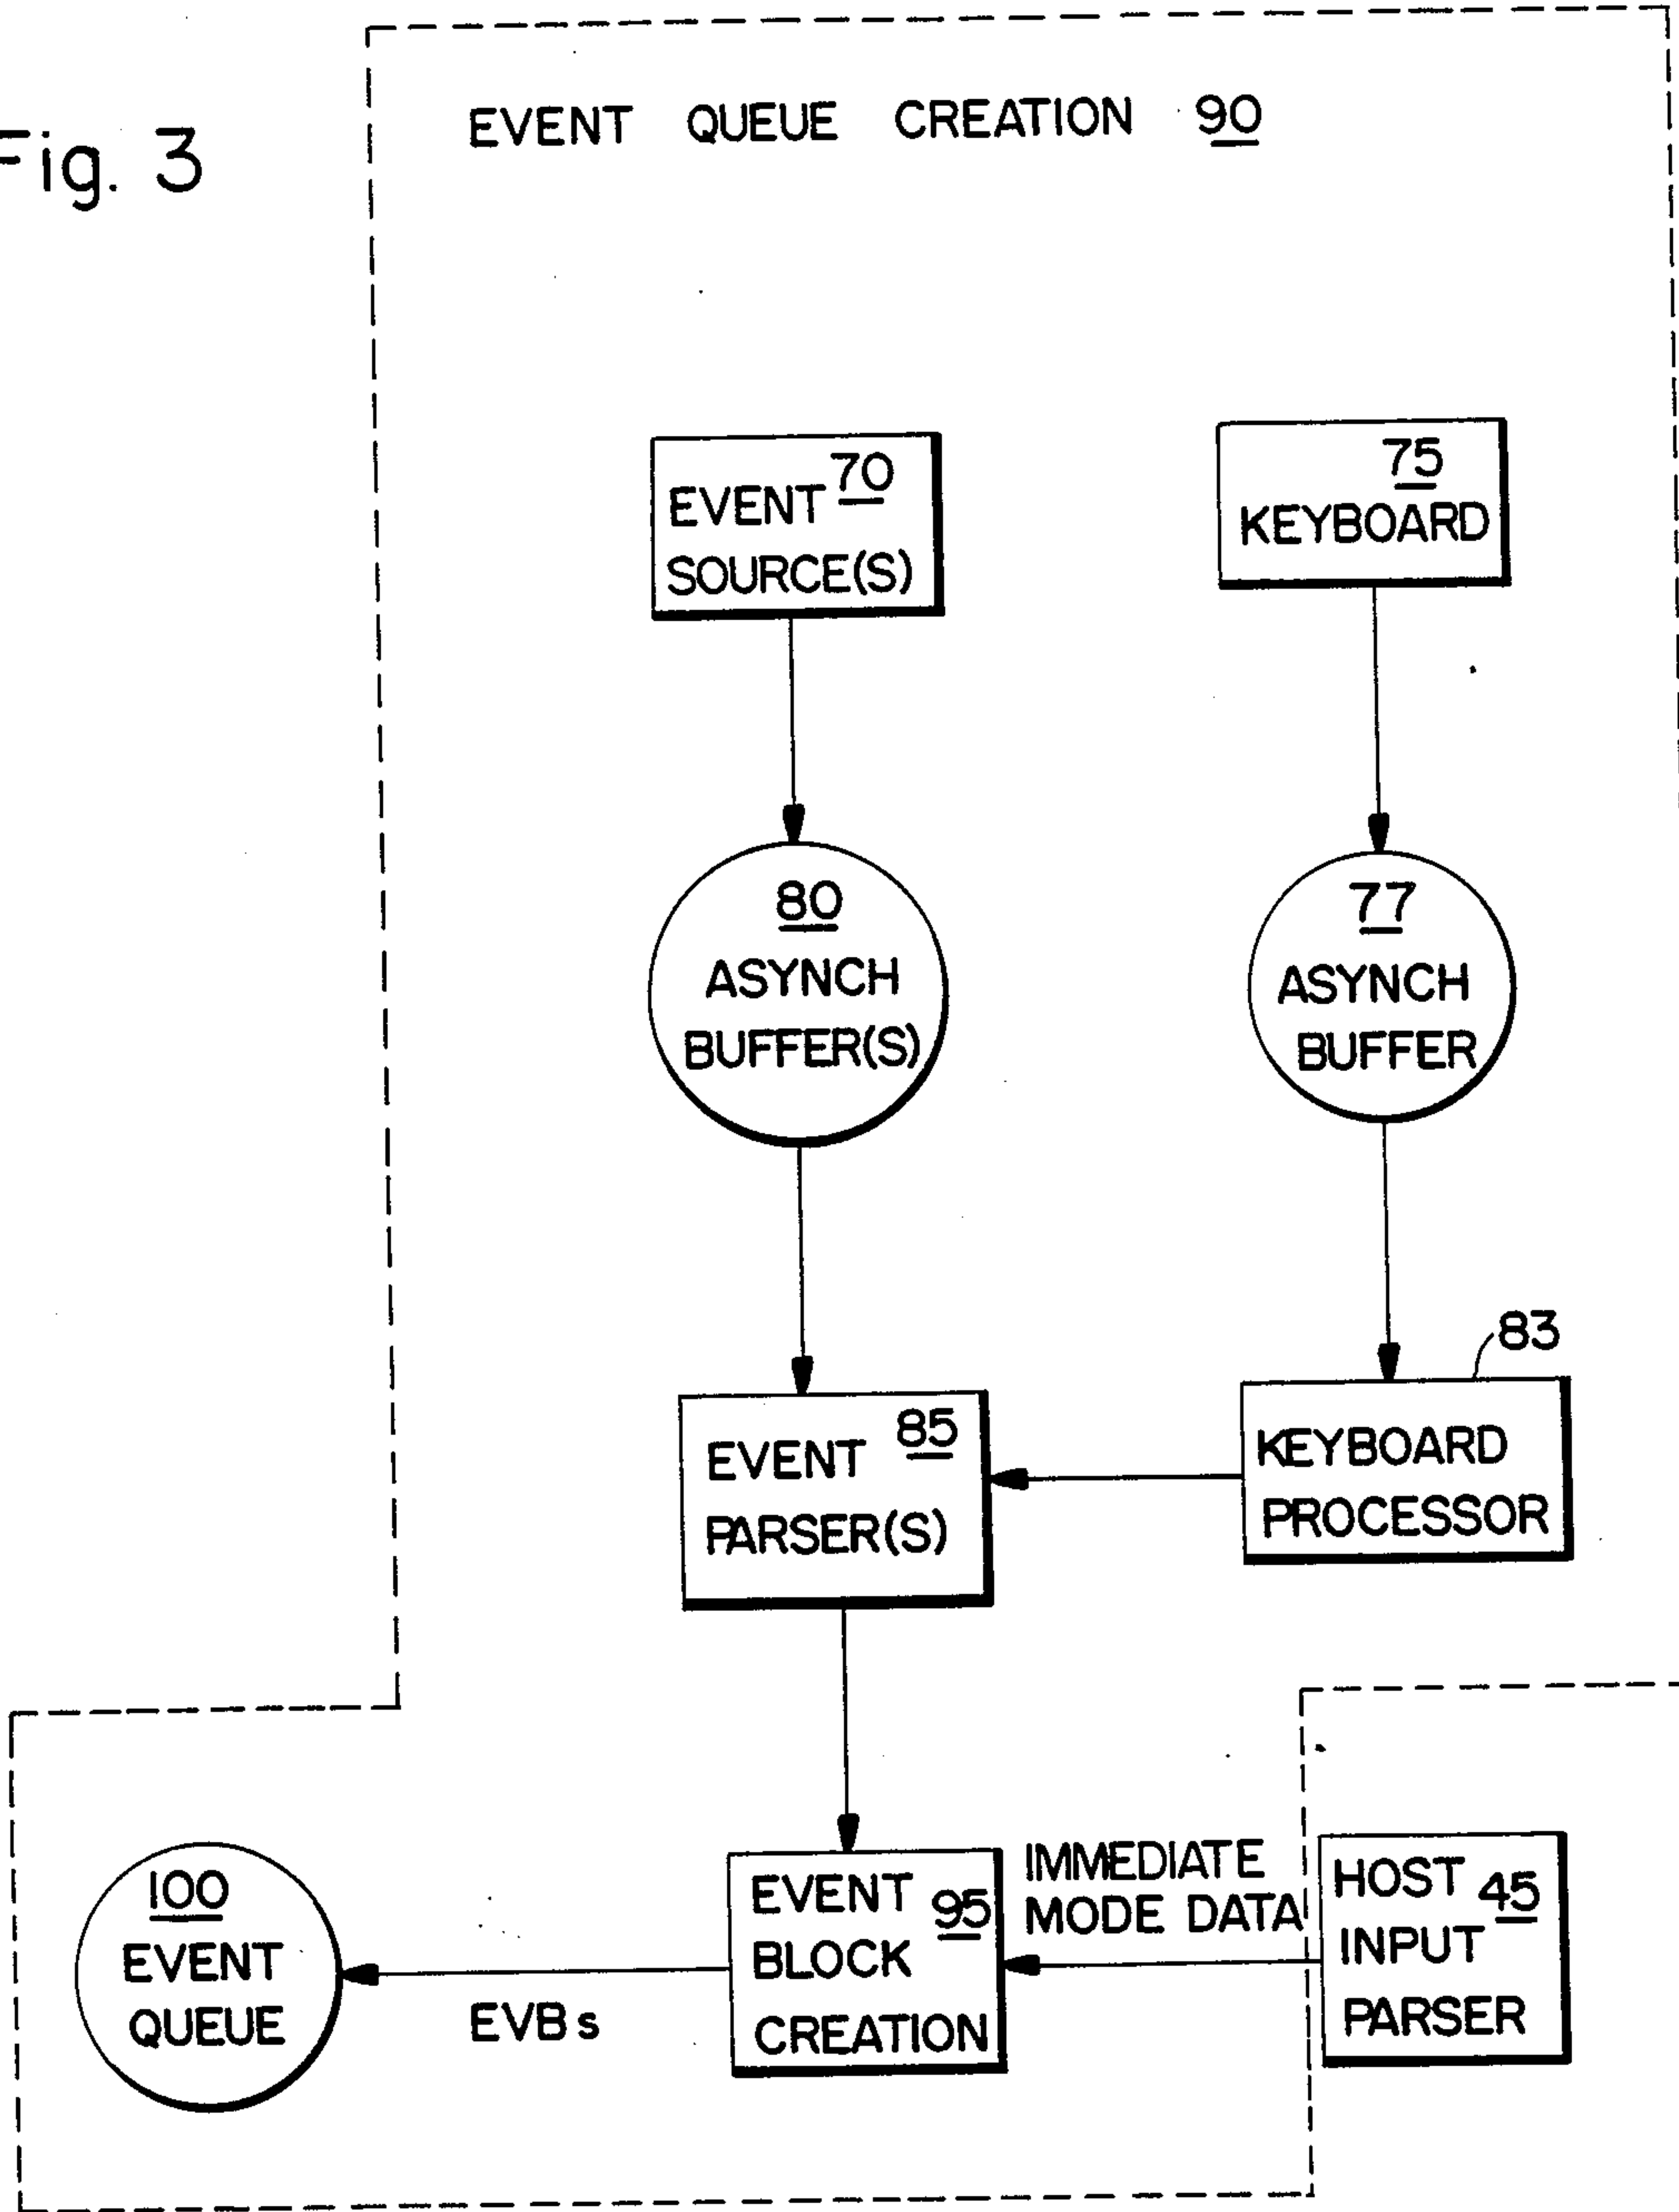 Fig. 3
EVENT QUEUE CREATION 90
70
EVENT
SOURCE(S)
75
KEYBOARD
80
ASYNCH
BUFFER(S)
77
ASYNCH
BUFFER
83
EVENT 85
PARSER(S)
KEYBOARD
PROCESSOR
100
EVENT
QUEUE
EVBs
EVENT 95
BLOCK
CREATION
IMMEDIATE
MODE DATA
HOST 45
INPUT
PARSER